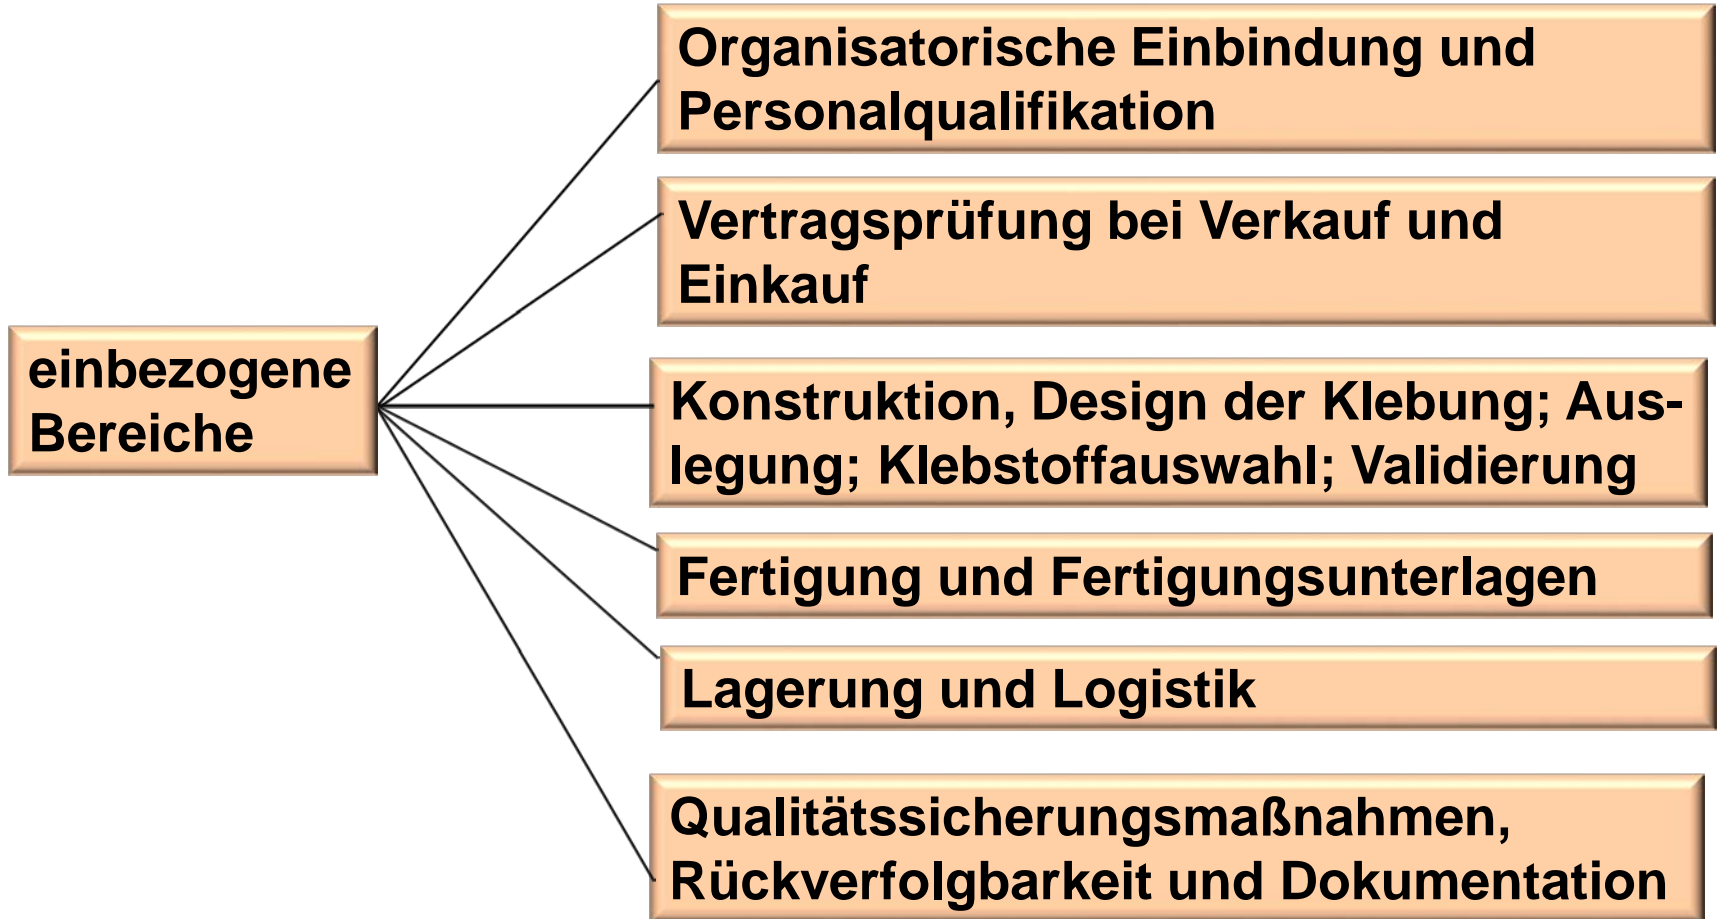 Organisatorische Einbindung und
Personalqualifikation
Vertragsprüfung bei Verkauf und
Einkauf
einbezogene
Bereiche
Konstruktion, Design der Klebung; Aus-
legung; Klebstoffauswahl; Validierung
Fertigung und Fertigungsunterlagen
Lagerung und Logistik
Qualitätssicherungsmaßnahmen,
Rückverfolgbarkeit und Dokumentation